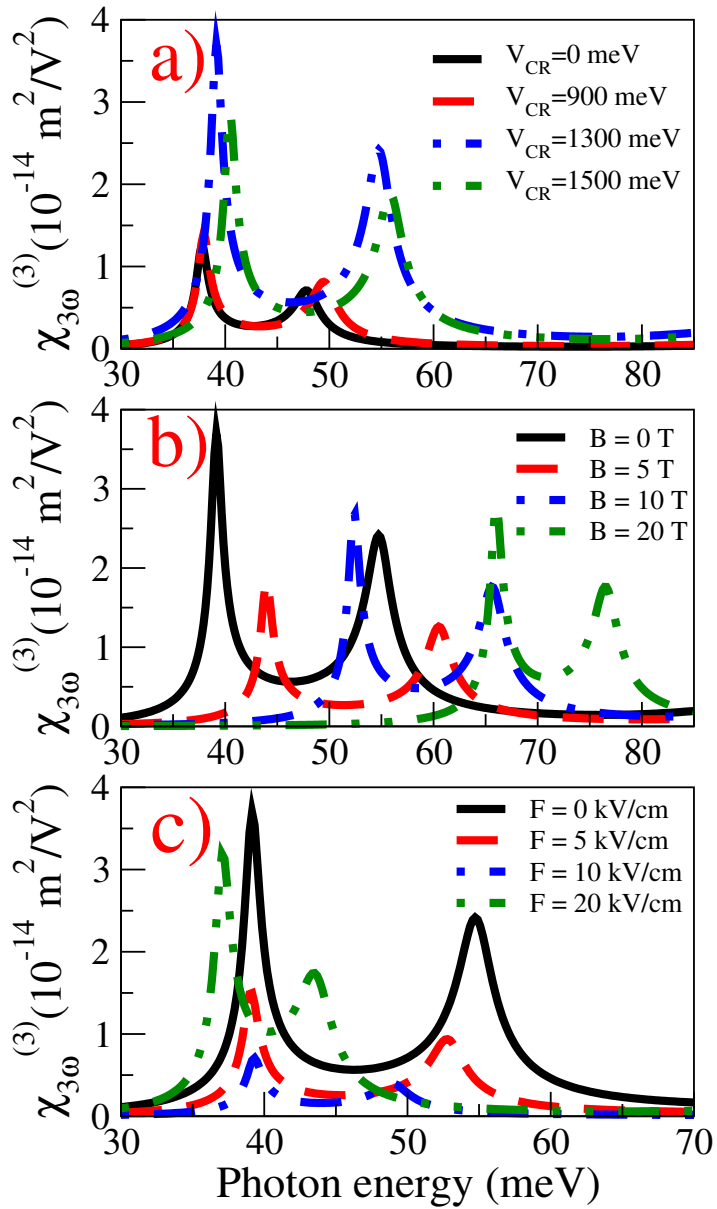 a)
V_CR=0 meV
V_CR=900 meV
V_CR=1300 meV
V_CR=1500 meV
χ_3ω^(3)(10^-14 m^2/V^2)
4
3
2
1
0
30 40 50 60 70 80
b)
B = 0 T
B = 5 T
B = 10 T
B = 20 T
χ_3ω^(3)(10^-14 m^2/V^2)
4
3
2
1
0
30 40 50 60 70 80
c)
F = 0 kV/cm
F = 5 kV/cm
F = 10 kV/cm
F = 20 kV/cm
χ_3ω^(3)(10^-14 m^2/V^2)
4
3
2
1
0
30 40 50 60 70
Photon energy (meV)